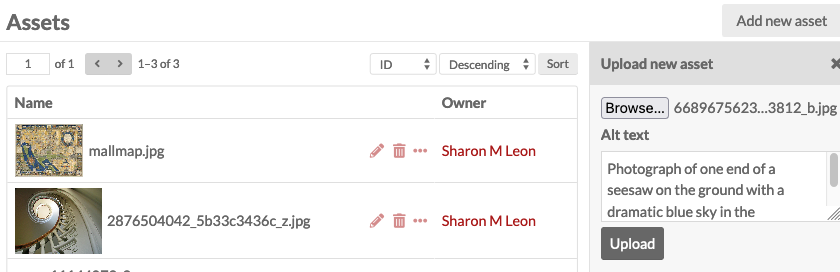 Assets
Add new asset
1 of 1 1–3 of 3 ID Descending Sort
Upload new asset
Browse... 6689675623...3812_b.jpg
Name Owner
Alt text
mallmap.jpg Sharon M Leon
Photograph of one end of a
seesaw on the ground with a
dramatic blue sky in the
2876504042_5b33c3436c_z.jpg Sharon M Leon
Upload